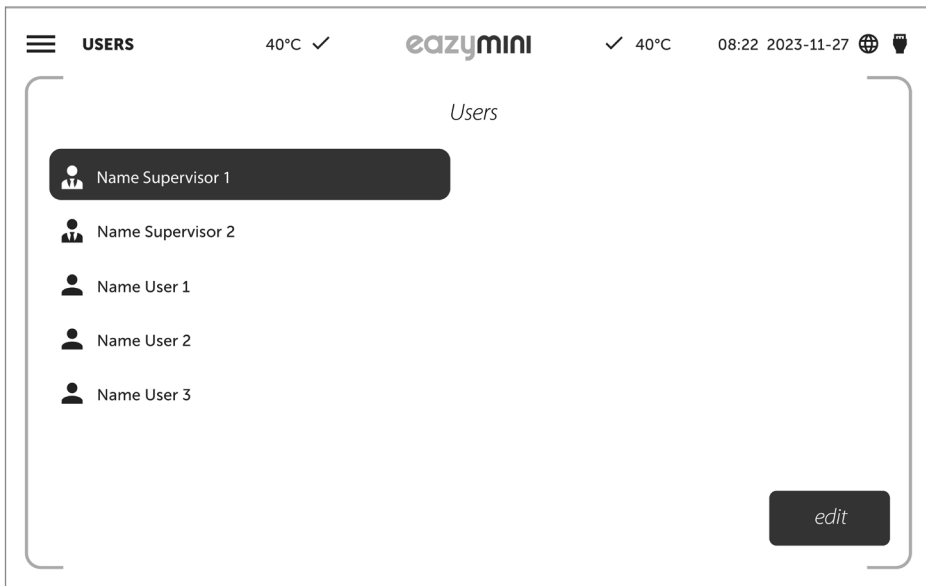 USERS 40°C ✓ eazymini ✓ 40°C 08:22 2023-11-27
Users
Name Supervisor 1
Name Supervisor 2
Name User 1
Name User 2
Name User 3
edit